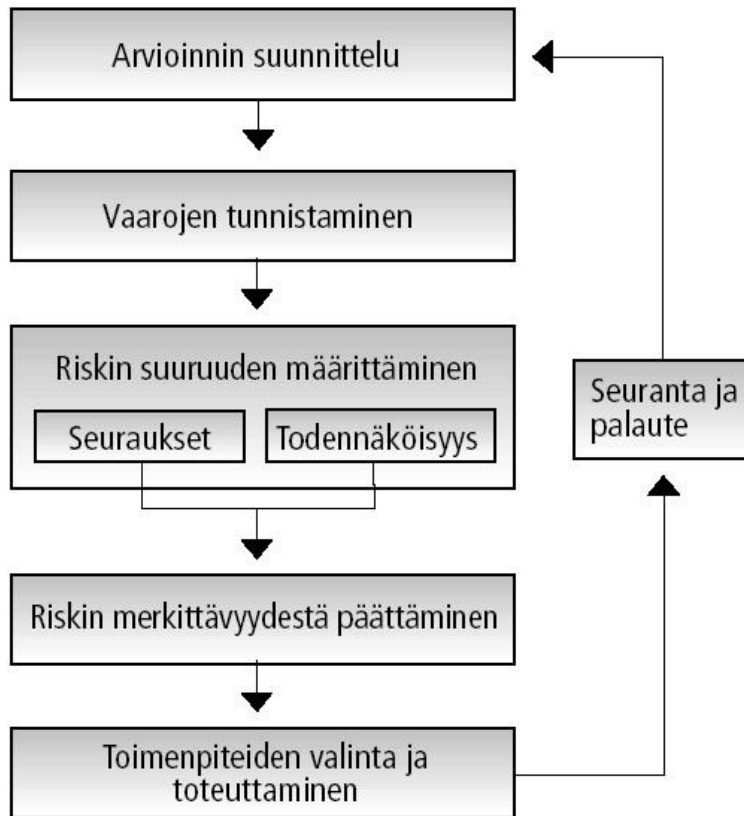 Arvioinnin suunnittelu
Vaarojen tunnistaminen
Riskin suuruuden määrittäminen
Seuraukset
Todennäköisyys
Riskin merkittävyydestä päättäminen
Toimenpiteiden valinta ja
toteuttaminen
Seuranta ja
palaute